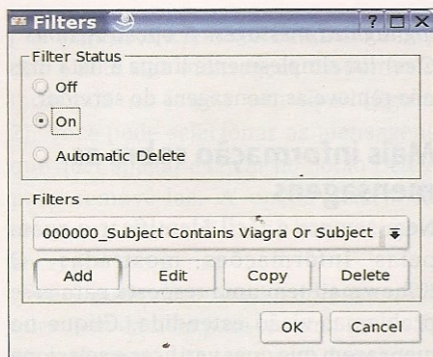 Filters
Filter Status
Off
On
Automatic Delete
Filters
000000_Subject Contains Viagra Or Subject
Add Edit Copy Delete
OK Cancel